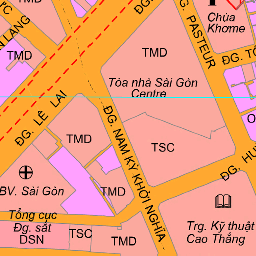 Chùa
Khome
TMD
TMD
PASTEUR
ĐG. TÔ
LANG
Tòa nhà Sài Gòn
Centre
ĐG. LÊ LAI
TMD
ĐG. NAM KỲ KHỞI NGHĨA
TSC
ĐG. HU
BV. Sài Gòn
TMD
Tổng cục
Đg. sắt
DSN
TSC
TMD
Trg. Kỹ thuật
Cao Thắng